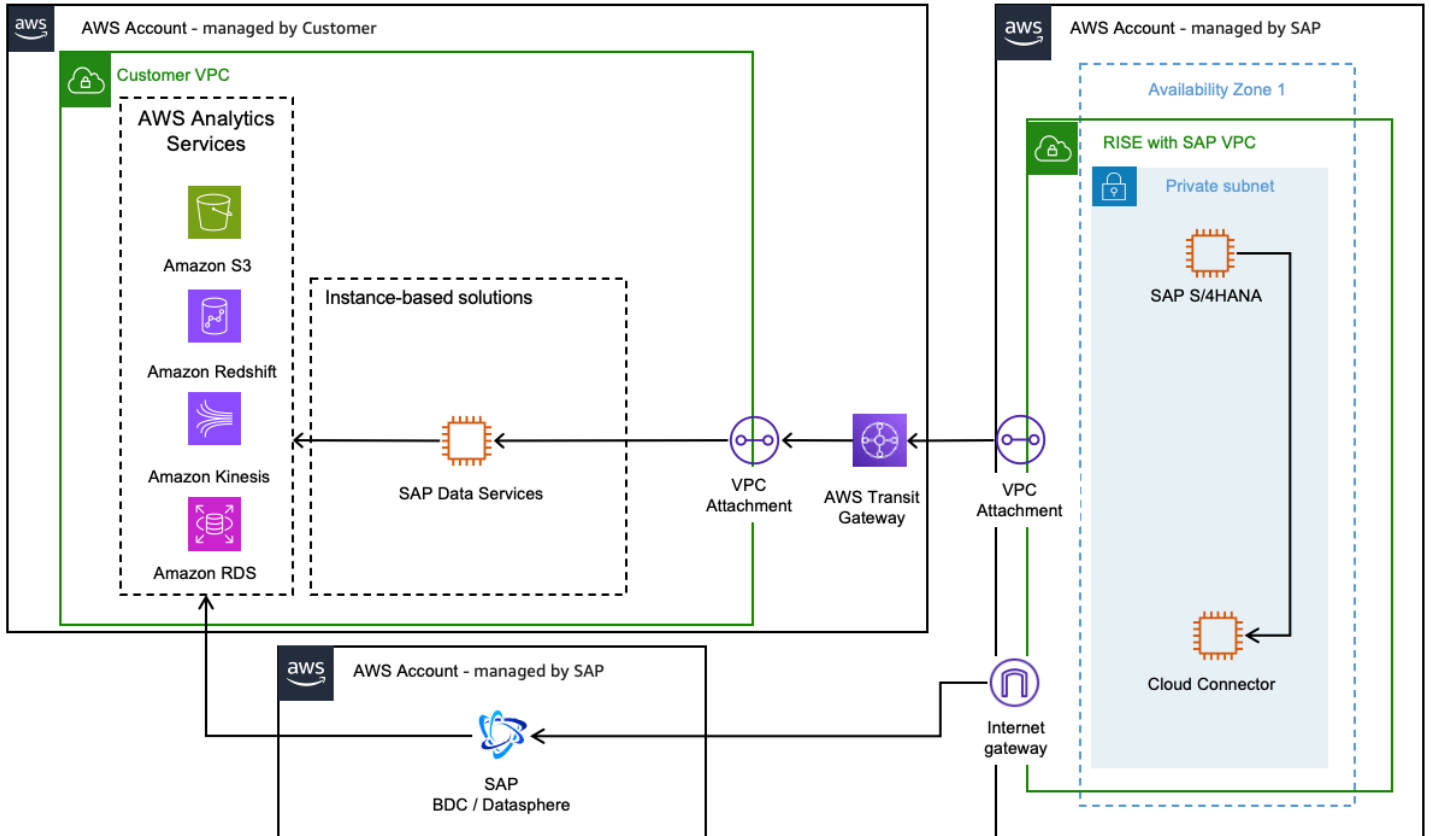 aws
AWS Account - managed by Customer
Customer VPC
AWS Analytics
Services
Amazon S3
Amazon Redshift
Amazon Kinesis
Amazon RDS
Instance-based solutions
SAP Data Services
VPC
Attachment
AWS Transit
Gateway
aws
AWS Account - managed by SAP
Availability Zone 1
RISE with SAP VPC
Private subnet
SAP S/4HANA
VPC
Attachment
Cloud Connector
Internet
gateway
aws
AWS Account - managed by SAP
SAP
BDC / Datasphere